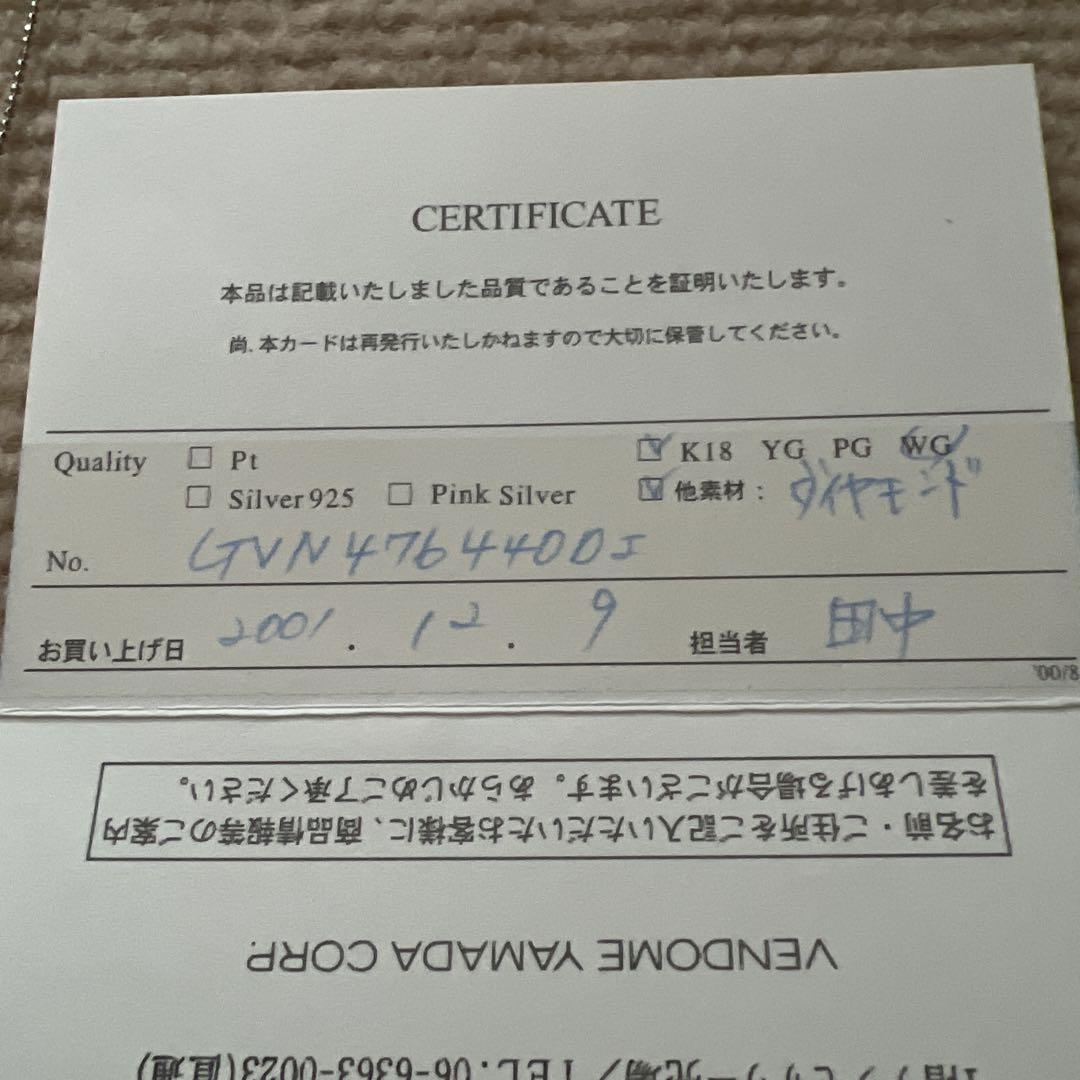 CERTIFICATE
本品は記載いたしました品質であることを証明いたします。
尚、本カードは再発行いたしかねますので大切に保管してください。
Quality □ Pt ☑ K18 YG PG WG
□ Silver925 □ Pink Silver ☑ 他素材： ダイヤモンド
No. GVN4764400J
お買い上げ日 2001 . 12 . 9 担当者 田中
'00/8
お名前・ご住所をご記入いただいたお客様に、商品情報等のご案内
を差しあげる場合がございます。あらかじめご了承ください。
VENDOME YAMADA CORP.
TEL.06-6363-0023(直通)